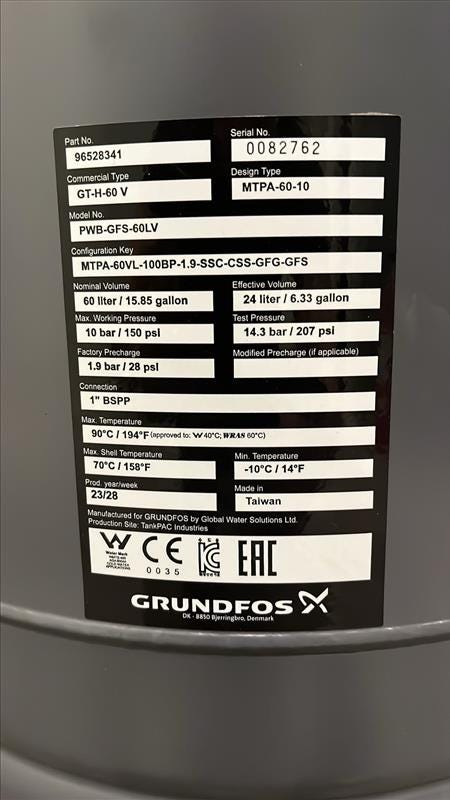 Part No.
Serial No.
96528341
0082762
Commercial Type
Design Type
GT-H-60 V
MTPA-60-10
Model No.
PWB-GFS-60LV
Configuration Key
MTPA-60VL-100BP-1.9-SSC-CSS-GFG-GFS
Nominal Volume
Effective Volume
60 liter / 15.85 gallon
24 liter / 6.33 gallon
Max. Working Pressure
Test Pressure
10 bar / 150 psi
14.3 bar / 207 psi
Factory Precharge
Modified Precharge (if applicable)
1.9 bar / 28 psi
Connection
1" BSPP
Max. Temperature
90°C / 194°F (approved to: W 40°C; WRAS 60°C)
Max. Shell Temperature
Min. Temperature
70°C / 158°F
-10°C / 14°F
Prod. year/week
Made in
23/28
Taiwan
Manufactured for GRUNDFOS by Global Water Solutions Ltd.
Production Site: TankPAC Industries
Water Mark
CE
EAC
0035
GRUNDFOS
DK - 8850 Bjerringbro, Denmark